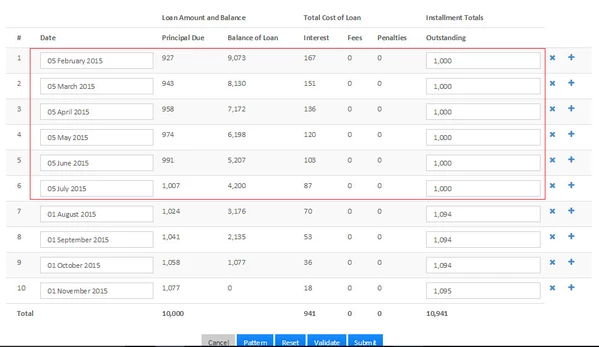 Loan Amount and Balance Total Cost of Loan Installment Totals
# Date Principal Due Balance of Loan Interest Fees Penalties Outstanding
1 05 February 2015 927 9,073 167 0 0 1,000
2 05 March 2015 943 8,130 151 0 0 1,000
3 05 April 2015 958 7,172 136 0 0 1,000
4 05 May 2015 974 6,198 120 0 0 1,000
5 05 June 2015 991 5,207 103 0 0 1,000
6 05 July 2015 1,007 4,200 87 0 0 1,000
7 01 August 2015 1,024 3,176 70 0 0 1,094
8 01 September 2015 1,041 2,135 53 0 0 1,094
9 01 October 2015 1,058 1,077 36 0 0 1,094
10 01 November 2015 1,077 0 18 0 0 1,095
Total 10,000 941 0 0 10,941
Cancel Pattern Reset Validate Submit